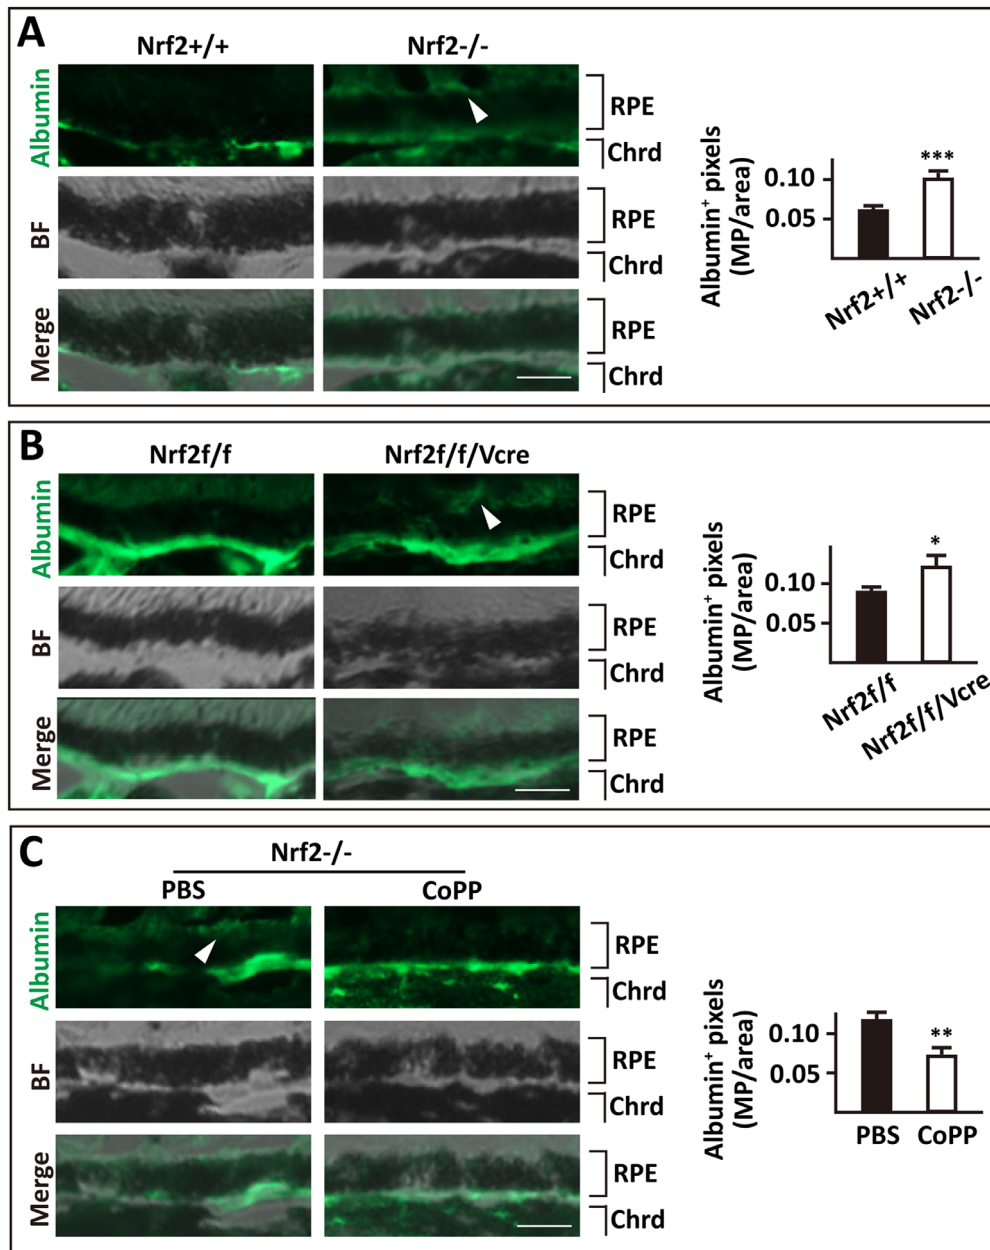 A
Nrf2+/+
Nrf2-/-
Albumin
RPE
Chrd
BF
RPE
Chrd
Merge
RPE
Chrd
Albumin⁺ pixels
(MP/area)
0.10
0.05
***
Nrf2+/+
Nrf2-/-
B
Nrf2f/f
Nrf2f/f/Vcre
Albumin
RPE
Chrd
BF
RPE
Chrd
Merge
RPE
Chrd
Albumin⁺ pixels
(MP/area)
0.10
0.05
*
Nrf2f/f
Nrf2f/f/Vcre
C
Nrf2-/-
PBS
CoPP
Albumin
RPE
Chrd
BF
RPE
Chrd
Merge
RPE
Chrd
Albumin⁺ pixels
(MP/area)
0.10
0.05
**
PBS
CoPP